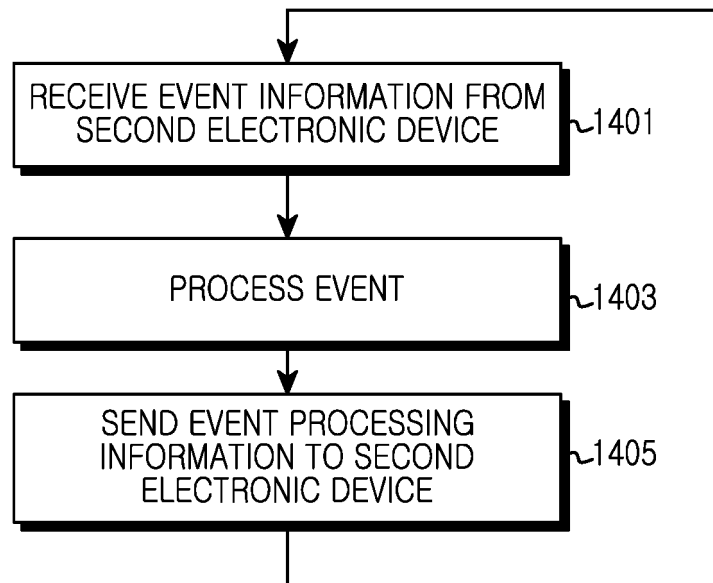 RECEIVE EVENT INFORMATION FROM
SECOND ELECTRONIC DEVICE
1401
PROCESS EVENT
1403
SEND EVENT PROCESSING
INFORMATION TO SECOND
ELECTRONIC DEVICE
1405